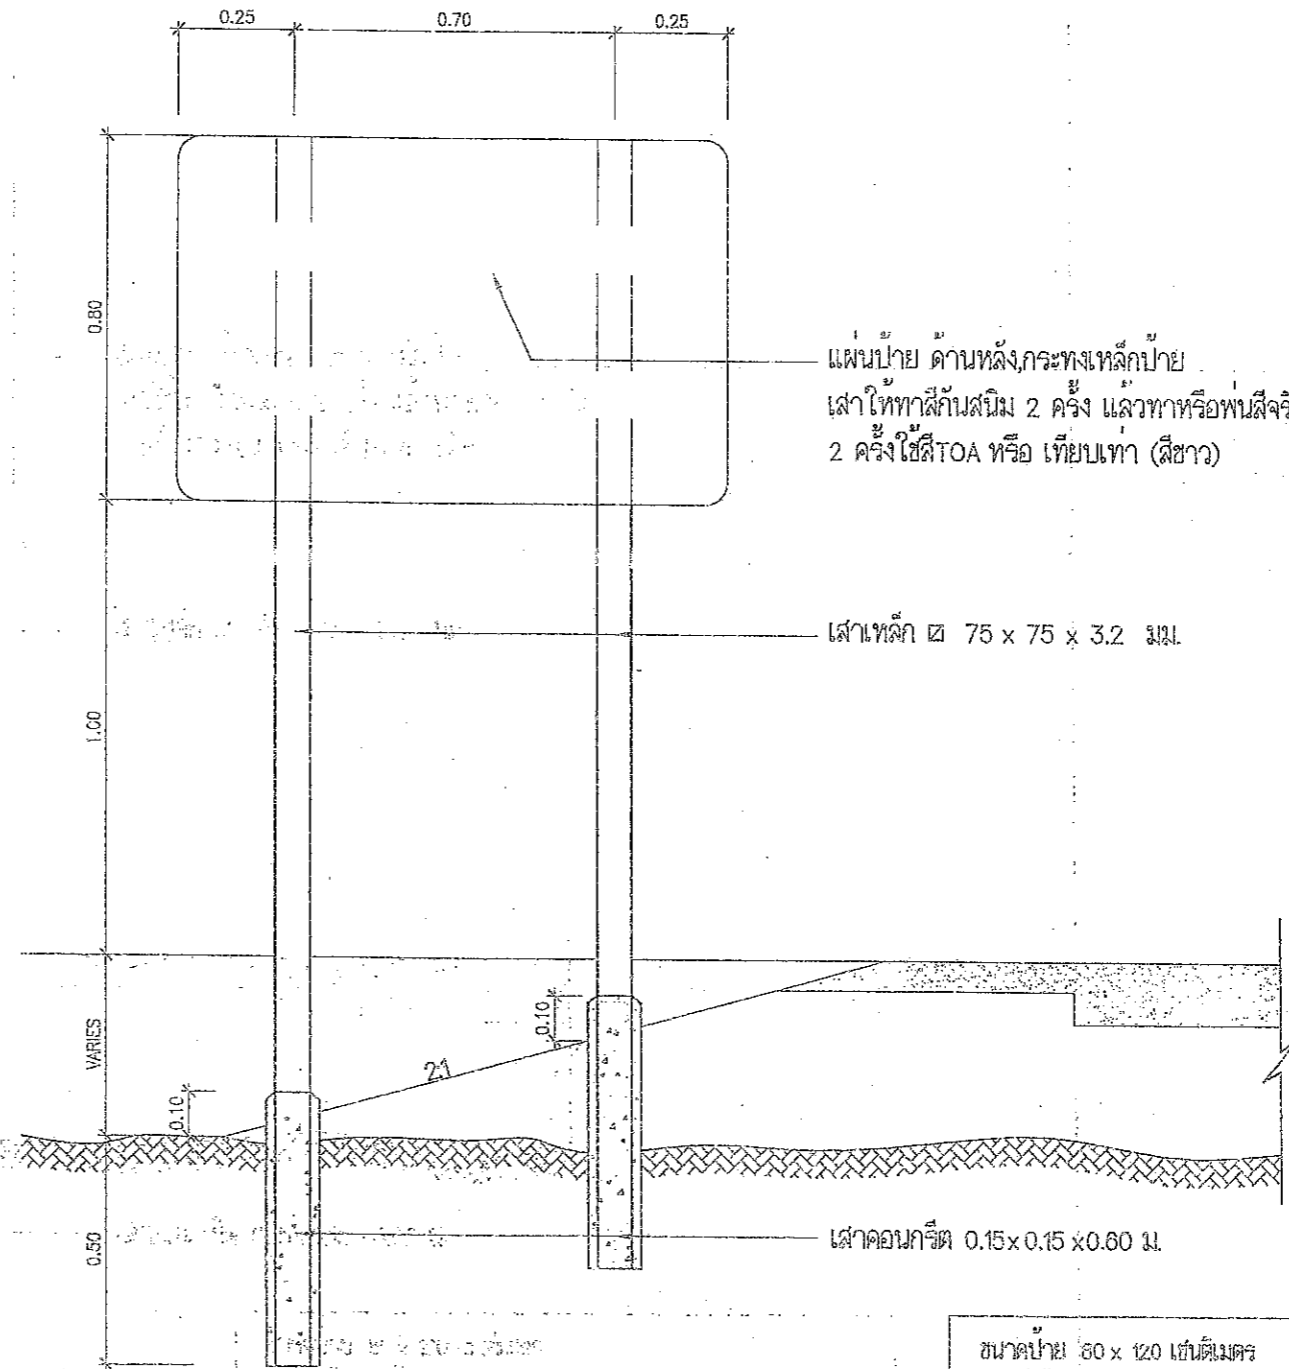 0.25 0.70 0.25
0.80
แผ่นป้าย ด้านหลัง,กระทงเหล็กป้าย
เสาให้ทาสีกันสนิม 2 ครั้ง แล้วทาหรือพ่นสีจริ
2 ครั้งใช้สีTOA หรือ เทียบเท่า (สีขาว)
เสาเหล็ก 75 x 75 x 3.2 มม.
1.00
VARIES
0.10
2:1
0.10
0.50
เสาคอนกรีต 0.15x0.15x0.60 ม.
ขนาดป้าย 80 x 120 เซนติเมตร